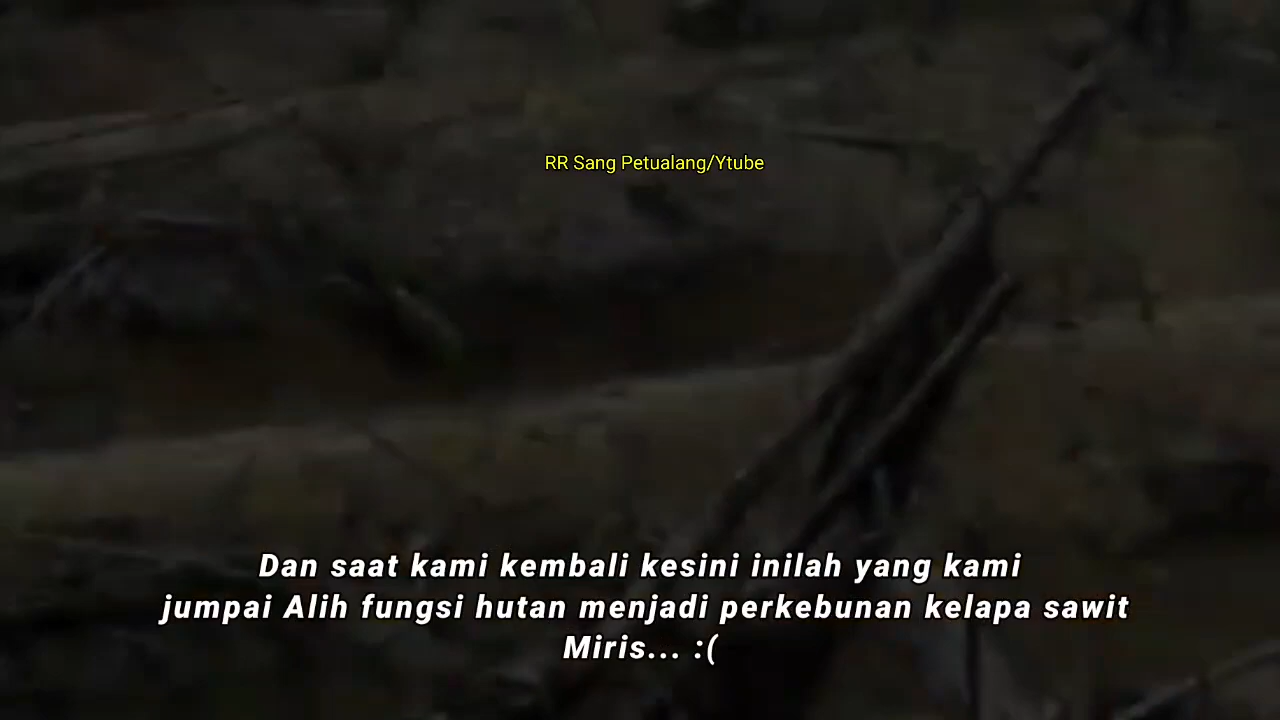 RR Sang Petualang/Ytube
Dan saat kami kembali kesini inilah yang kami
jumpai Alih fungsi hutan menjadi perkebunan kelapa sawit
Miris... :(